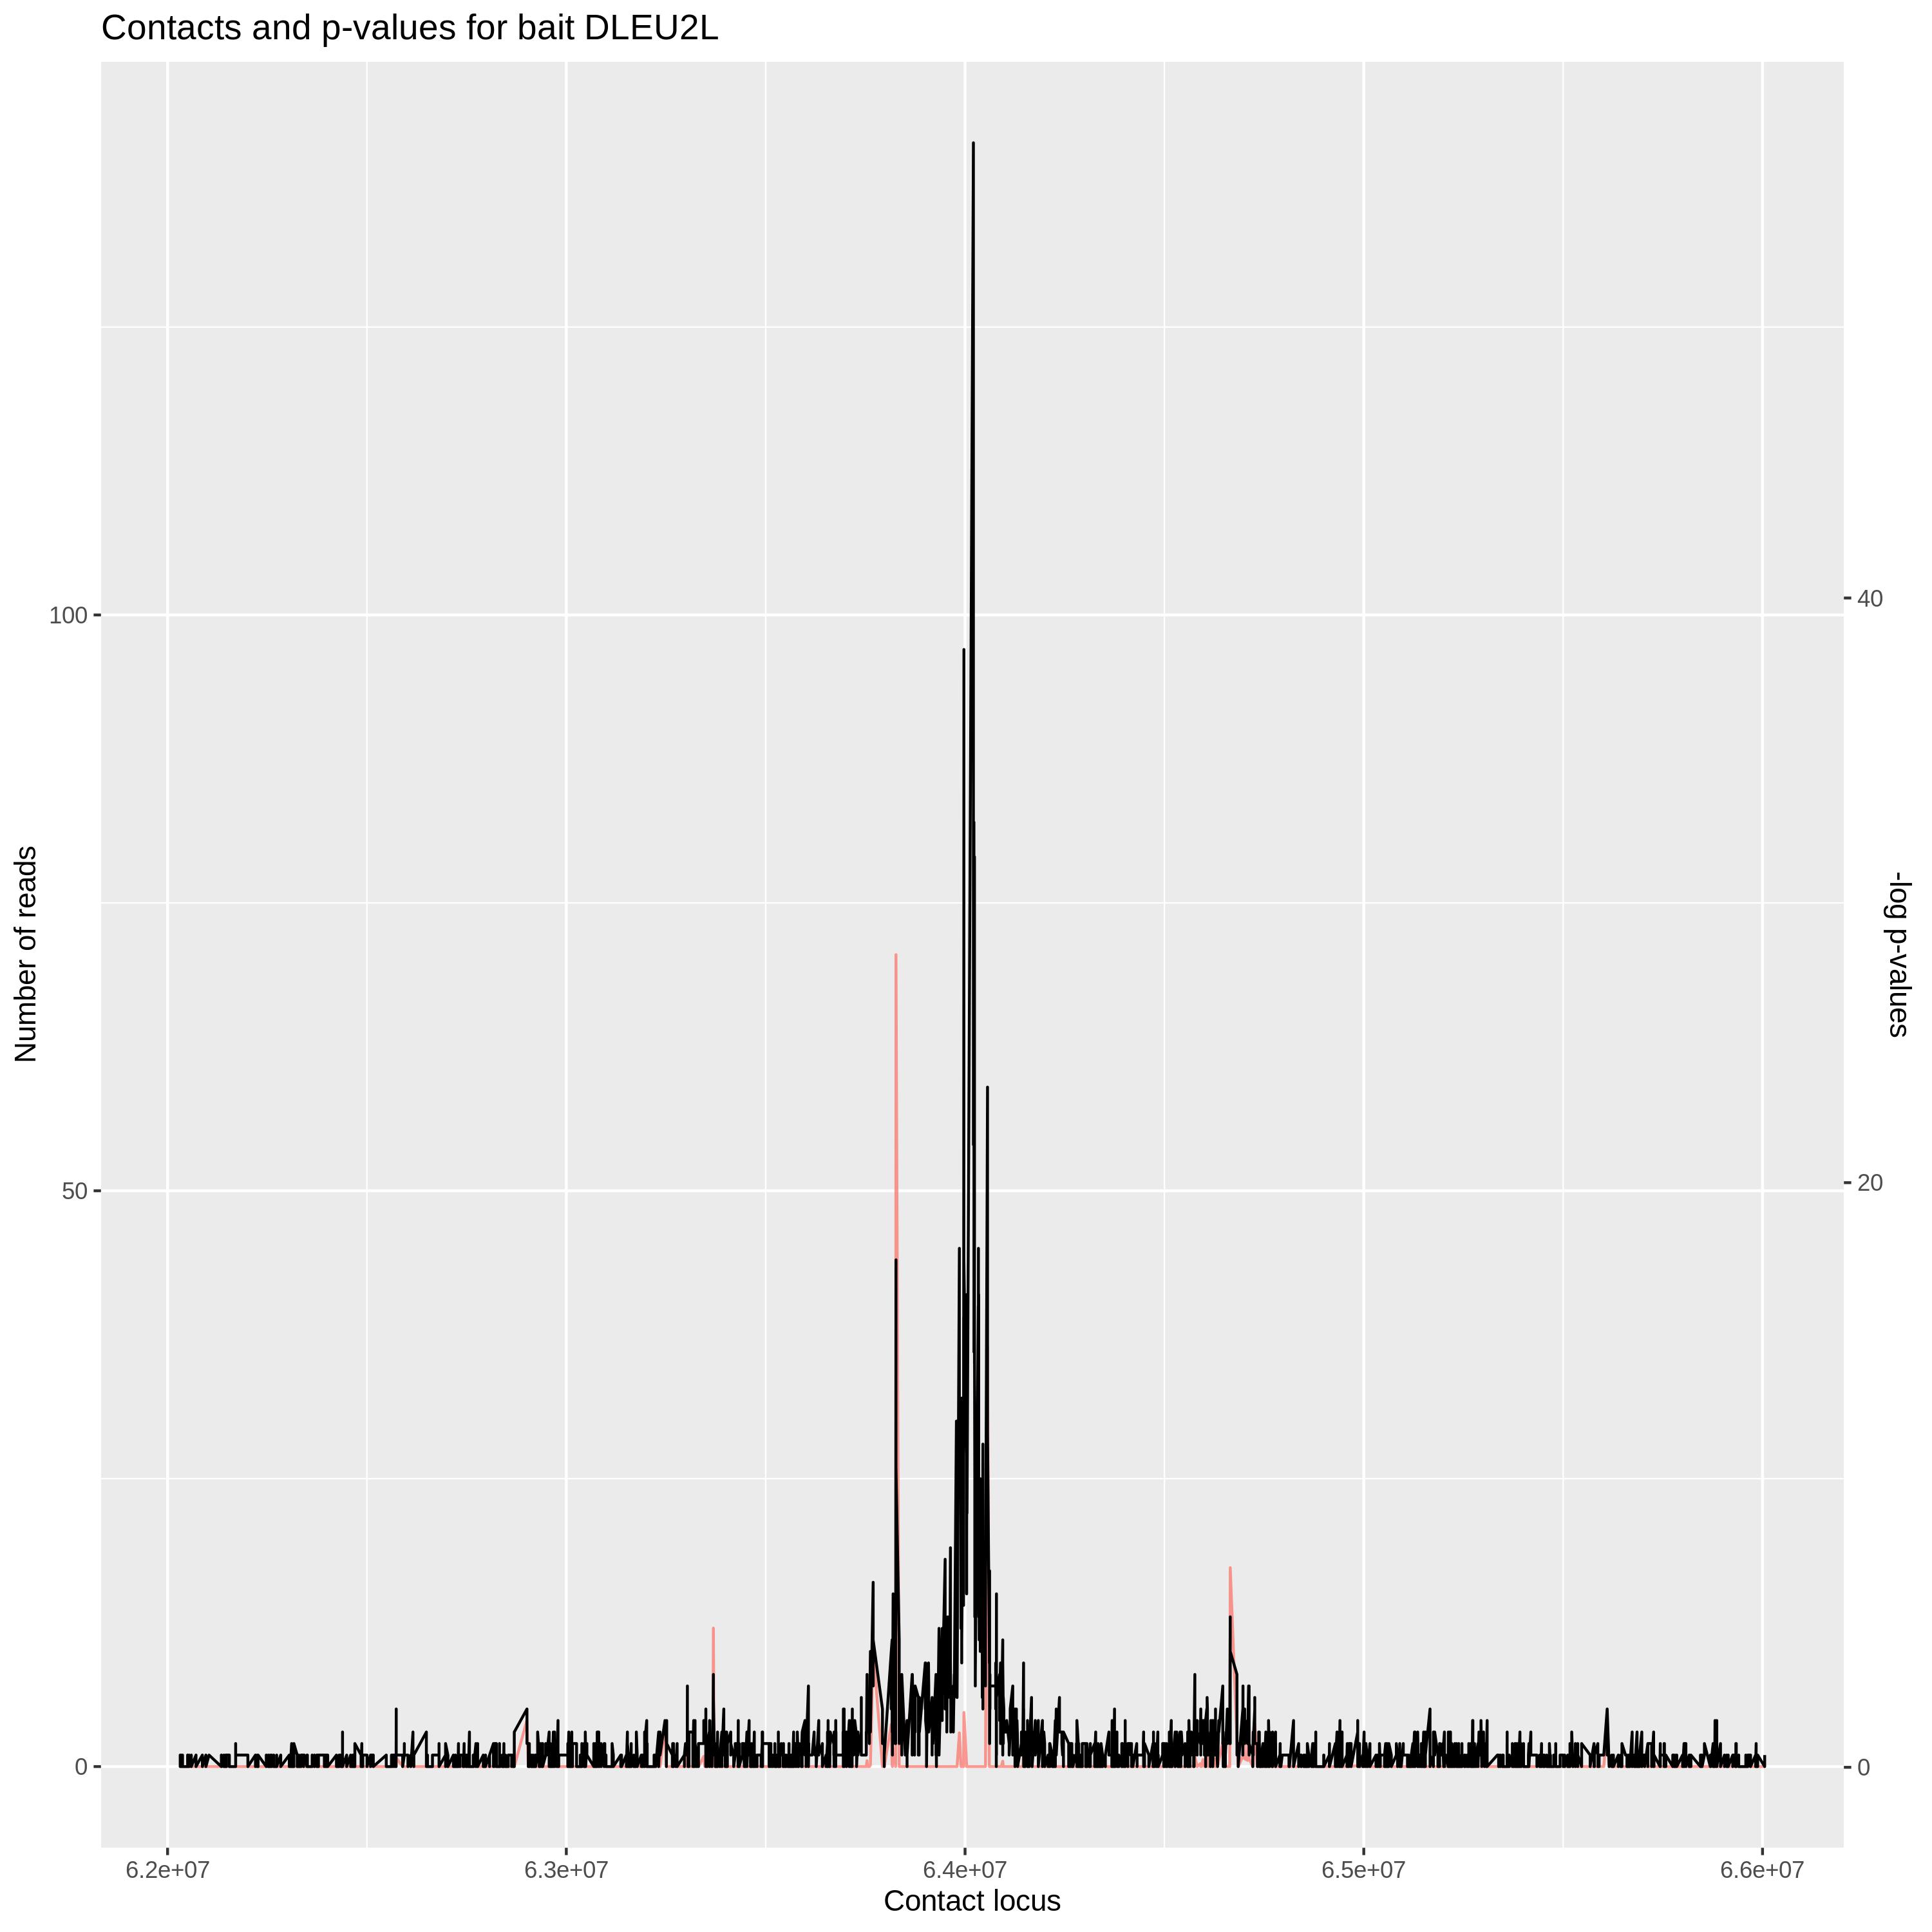 Contacts and p-values for bait DLEU2L
Number of reads
100
50
0
40
20
0
-log p-values
6.2e+07 6.3e+07 6.4e+07 6.5e+07 6.6e+07
Contact locus